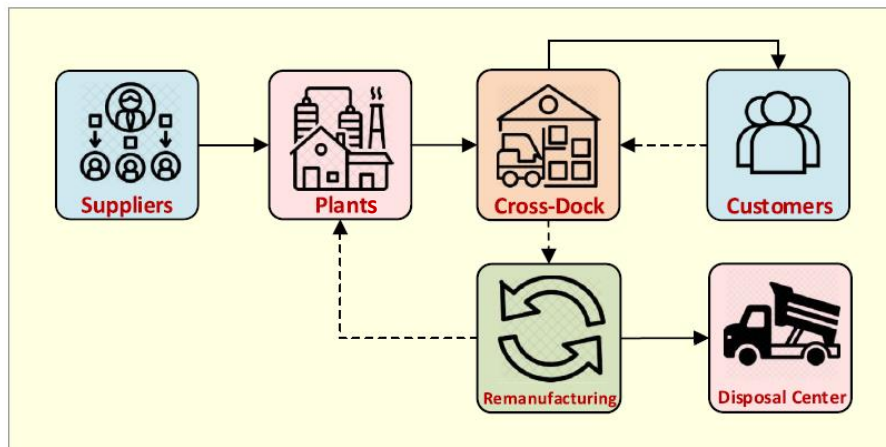 Suppliers
Plants
Cross-Dock
Customers
Remanufacturing
Disposal Center